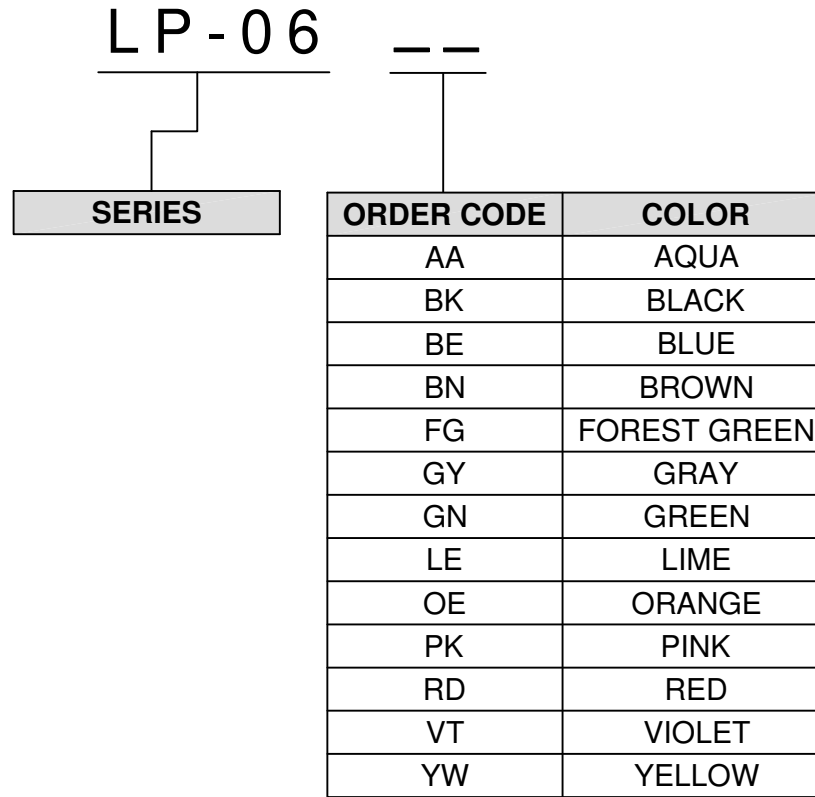 LP-06 __
SERIES
ORDER CODE COLOR
AA AQUA
BK BLACK
BE BLUE
BN BROWN
FG FOREST GREEN
GY GRAY
GN GREEN
LE LIME
OE ORANGE
PK PINK
RD RED
VT VIOLET
YW YELLOW